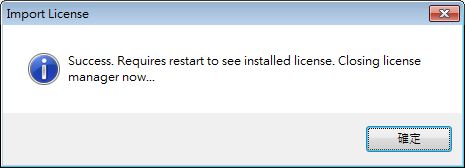 Import License
Success. Requires restart to see installed license. Closing license
manager now...
確定